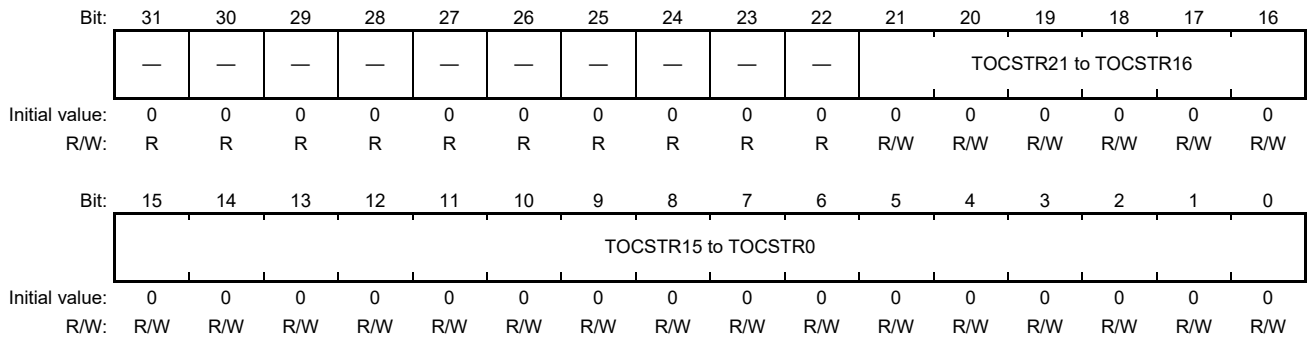 Bit: 31 30 29 28 27 26 25 24 23 22 21 20 19 18 17 16
— — — — — — — — — — TOCSTR21 to TOCSTR16
Initial value: 0 0 0 0 0 0 0 0 0 0 0 0 0 0 0 0
R/W: R R R R R R R R R R R/W R/W R/W R/W R/W R/W
Bit: 15 14 13 12 11 10 9 8 7 6 5 4 3 2 1 0
TOCSTR15 to TOCSTR0
Initial value: 0 0 0 0 0 0 0 0 0 0 0 0 0 0 0 0
R/W: R/W R/W R/W R/W R/W R/W R/W R/W R/W R/W R/W R/W R/W R/W R/W R/W